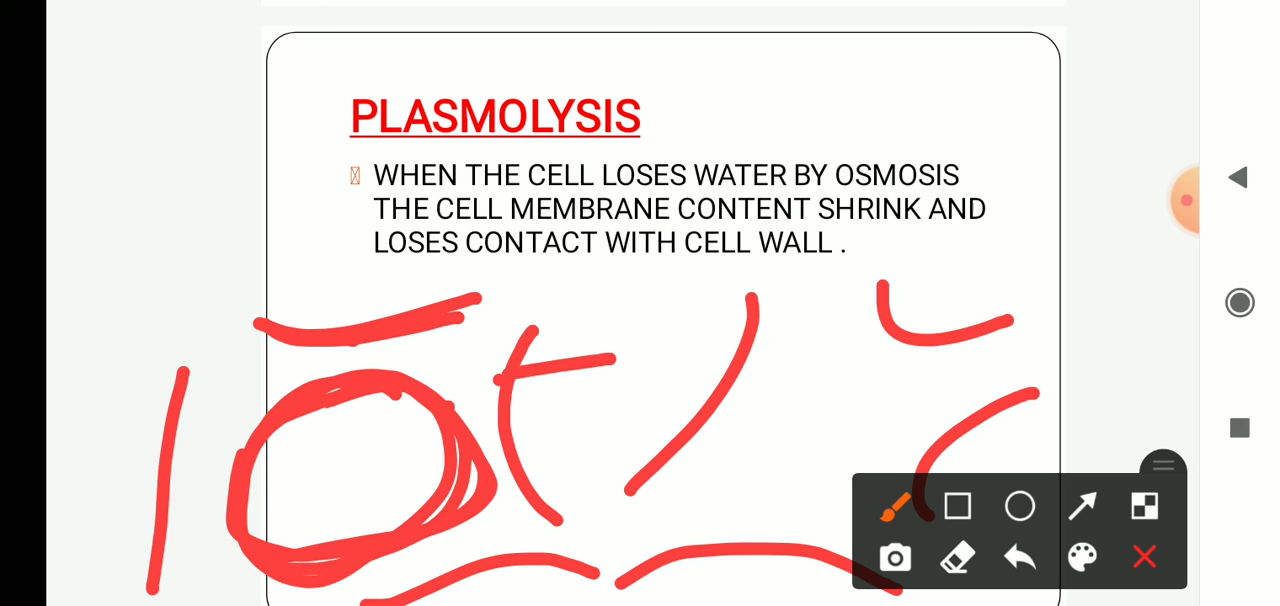 PLASMOLYSIS
WHEN THE CELL LOSES WATER BY OSMOSIS
THE CELL MEMBRANE CONTENT SHRINK AND
LOSES CONTACT WITH CELL WALL .